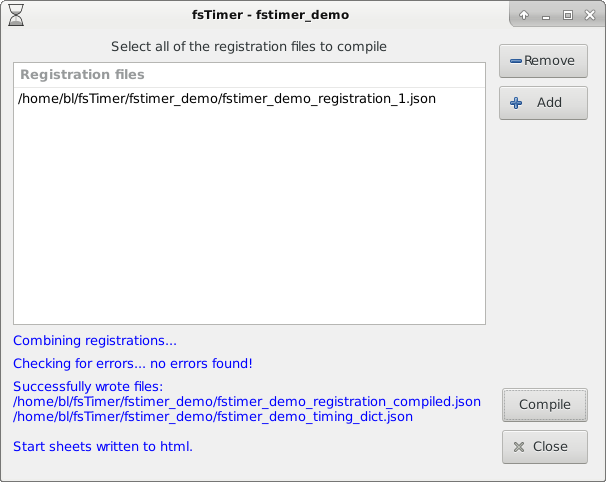 fsTimer - fstimer_demo
Select all of the registration files to compile
Registration files
/home/bl/fsTimer/fstimer_demo/fstimer_demo_registration_1.json
Remove
Add
Combining registrations...
Checking for errors... no errors found!
Successfully wrote files:
/home/bl/fsTimer/fstimer_demo/fstimer_demo_registration_compiled.json
/home/bl/fsTimer/fstimer_demo/fstimer_demo_timing_dict.json
Start sheets written to html.
Compile
Close